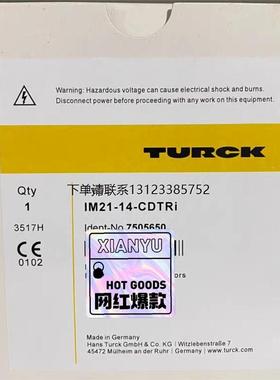 Warning: Hazardous voltage can cause electrical shock and burns.
Disconnect power before proceeding with any work on this equipment.
TURCK
Qty
下单请联系13123385752
1 IM21-14-CDTRi
3517H Ident-No 7505650
XIANYU
CE
0102
HOT GOODS
网红爆款
ors
Made in Germany
Hans Turck GmbH & Co. KG | Witzlebenstraße 7
45472 Mülheim an der Ruhr | Germany
www.turck.com